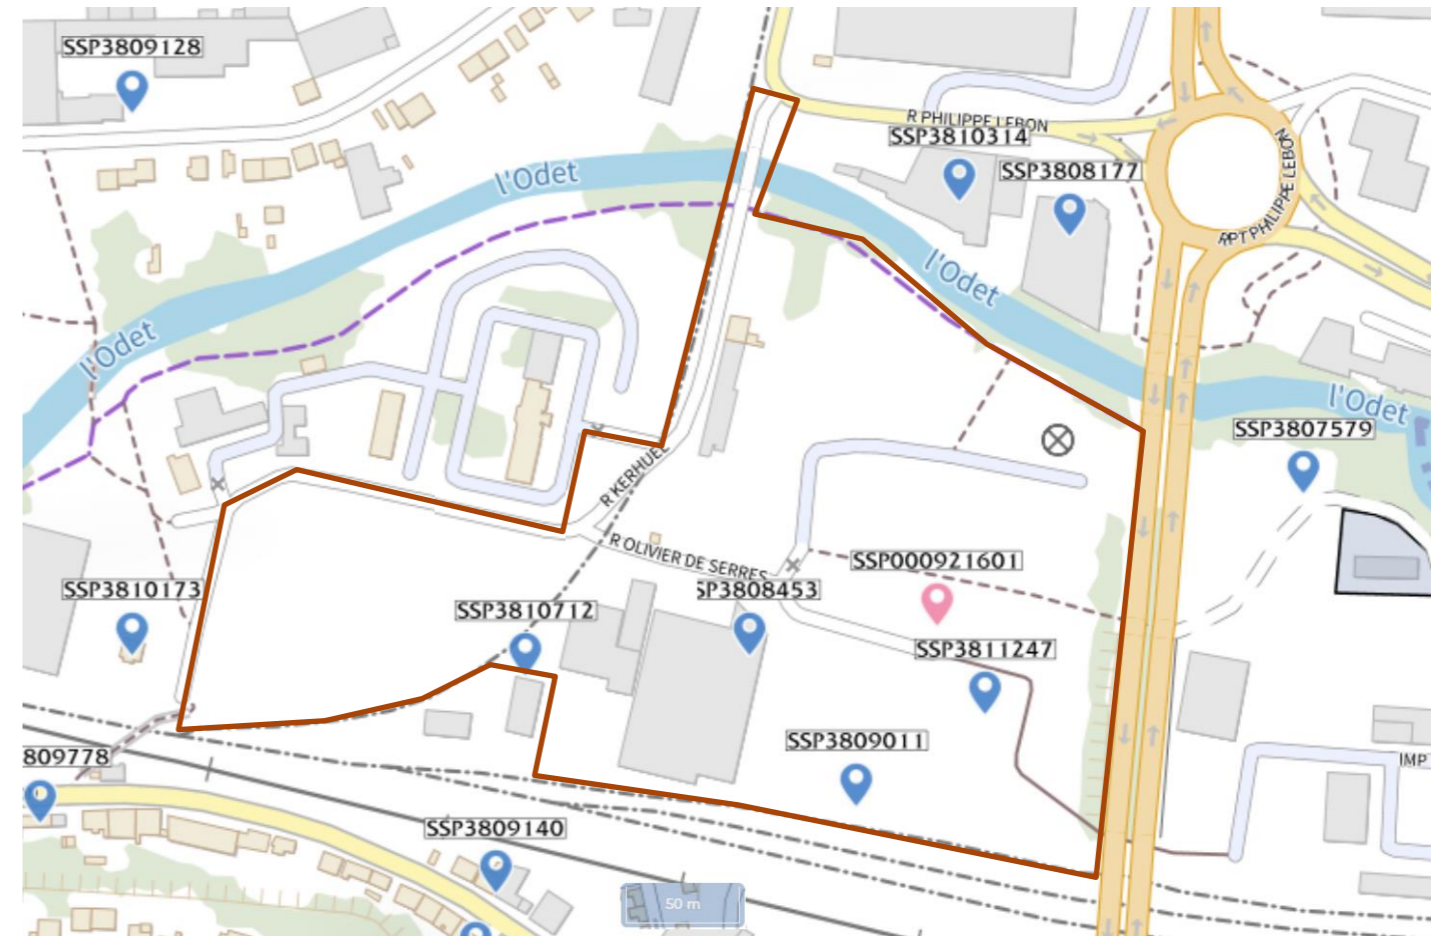 SSP3809128
R PHILIPPE LEBON
SSP3810314
SSP3808177
RPT PHILIPPE LEBON
l'Odet
l'Odet
l'Odet
l'Odet
SSP3807579
R KERHUEL
R OLIVIER DE SERRES
SSP000921601
SSP3810173
SSP3810712
SP3808453
SSP3811247
SSP3809011
809778
IMP
SSP3809140
50 m